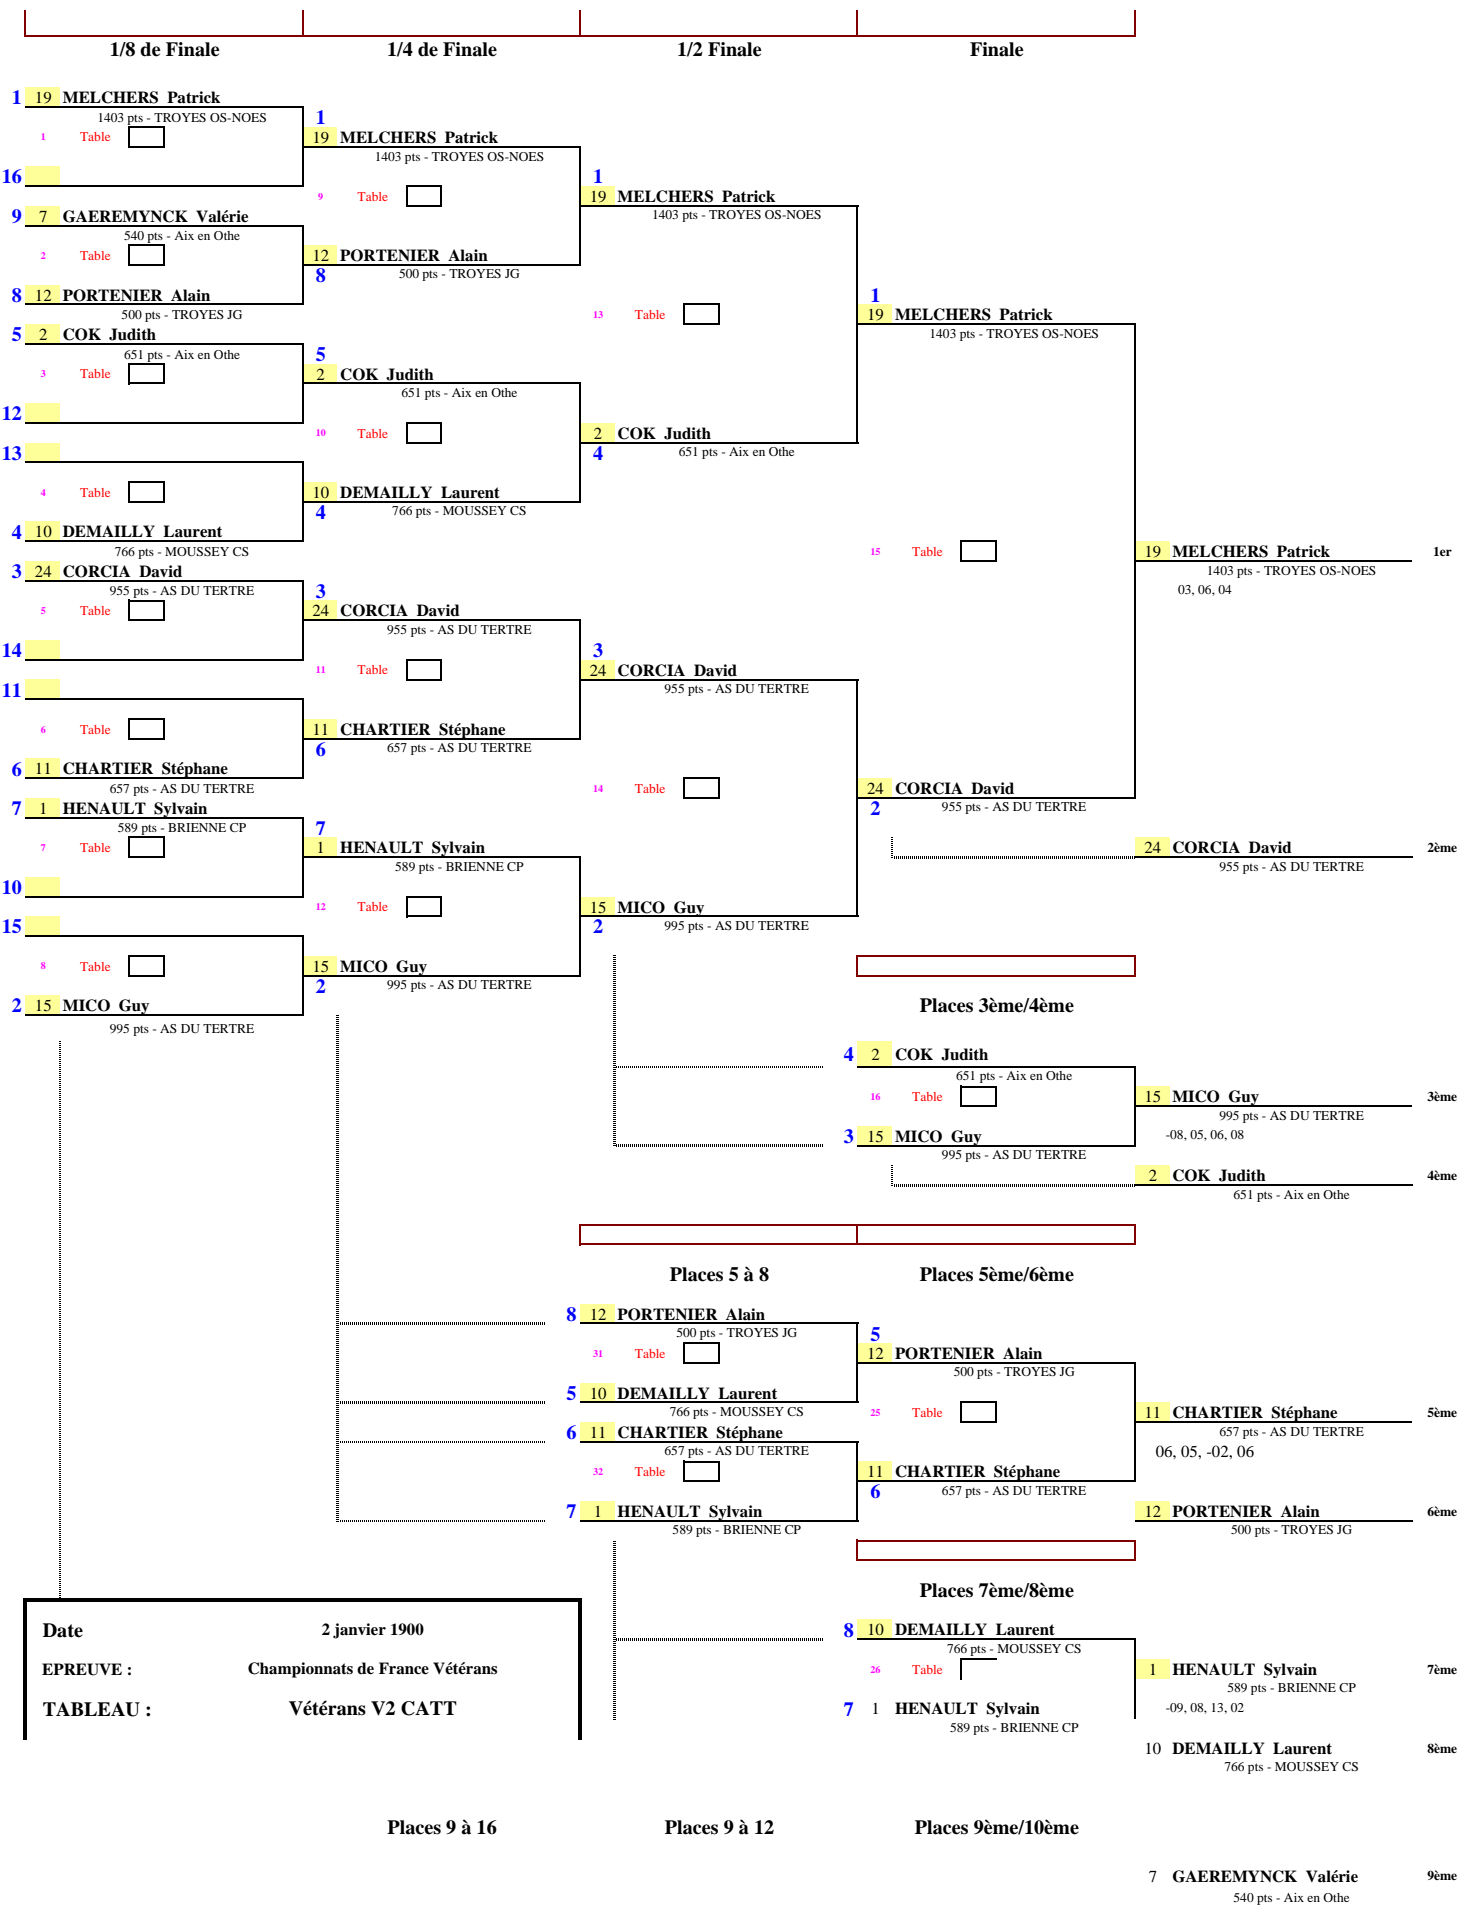 1/8 de Finale 1/4 de Finale 1/2 Finale Finale
1 19 MELCHERS Patrick
1403 pts - TROYES OS-NOES 1
1 Table 19 MELCHERS Patrick
1403 pts - TROYES OS-NOES
16 1
9 Table 19 MELCHERS Patrick
9 7 GAEREMYNCK Valérie 1403 pts - TROYES OS-NOES
540 pts - Aix en Othe
2 Table 12 PORTENIER Alain
8 500 pts - TROYES JG
8 12 PORTENIER Alain 1
500 pts - TROYES JG 13 Table 19 MELCHERS Patrick
5 2 COK Judith 1403 pts - TROYES OS-NOES
651 pts - Aix en Othe 5
3 Table 2 COK Judith
651 pts - Aix en Othe
12
10 Table 2 COK Judith
13 4 651 pts - Aix en Othe
4 Table 10 DEMAILLY Laurent
4 766 pts - MOUSSEY CS
4 10 DEMAILLY Laurent
766 pts - MOUSSEY CS 15 Table 19 MELCHERS Patrick 1er
3 24 CORCIA David 1403 pts - TROYES OS-NOES
955 pts - AS DU TERTRE 3 03, 06, 04
5 Table 24 CORCIA David
955 pts - AS DU TERTRE
14 3
11 Table 24 CORCIA David
11 955 pts - AS DU TERTRE
6 Table 11 CHARTIER Stéphane
6 657 pts - AS DU TERTRE
6 11 CHARTIER Stéphane
657 pts - AS DU TERTRE 14 Table 24 CORCIA David
7 1 HENAULT Sylvain 2 955 pts - AS DU TERTRE
589 pts - BRIENNE CP 7
7 Table 1 HENAULT Sylvain 24 CORCIA David 2ème
589 pts - BRIENNE CP 955 pts - AS DU TERTRE
10
12 Table 15 MICO Guy
15 2 995 pts - AS DU TERTRE
8 Table 15 MICO Guy
2 995 pts - AS DU TERTRE
2 15 MICO Guy Places 3ème/4ème
995 pts - AS DU TERTRE
4 2 COK Judith
651 pts - Aix en Othe
16 Table 15 MICO Guy 3ème
995 pts - AS DU TERTRE
3 15 MICO Guy -08, 05, 06, 08
995 pts - AS DU TERTRE
2 COK Judith 4ème
651 pts - Aix en Othe
Places 5 à 8 Places 5ème/6ème
8 12 PORTENIER Alain
500 pts - TROYES JG 5
31 Table 12 PORTENIER Alain
500 pts - TROYES JG
5 10 DEMAILLY Laurent
766 pts - MOUSSEY CS 25 Table 11 CHARTIER Stéphane 5ème
6 11 CHARTIER Stéphane 657 pts - AS DU TERTRE
657 pts - AS DU TERTRE 06, 05, -02, 06
32 Table 11 CHARTIER Stéphane
6 657 pts - AS DU TERTRE
7 1 HENAULT Sylvain 12 PORTENIER Alain 6ème
589 pts - BRIENNE CP 500 pts - TROYES JG
Places 7ème/8ème
Date 2 janvier 1900 8 10 DEMAILLY Laurent
766 pts - MOUSSEY CS
EPREUVE : Championnats de France Vétérans 26 Table 1 HENAULT Sylvain 7ème
589 pts - BRIENNE CP
TABLEAU : Vétérans V2 CATT 7 1 HENAULT Sylvain -09, 08, 13, 02
589 pts - BRIENNE CP
10 DEMAILLY Laurent 8ème
766 pts - MOUSSEY CS
Places 9 à 16 Places 9 à 12 Places 9ème/10ème
7 GAEREMYNCK Valérie 9ème
540 pts - Aix en Othe